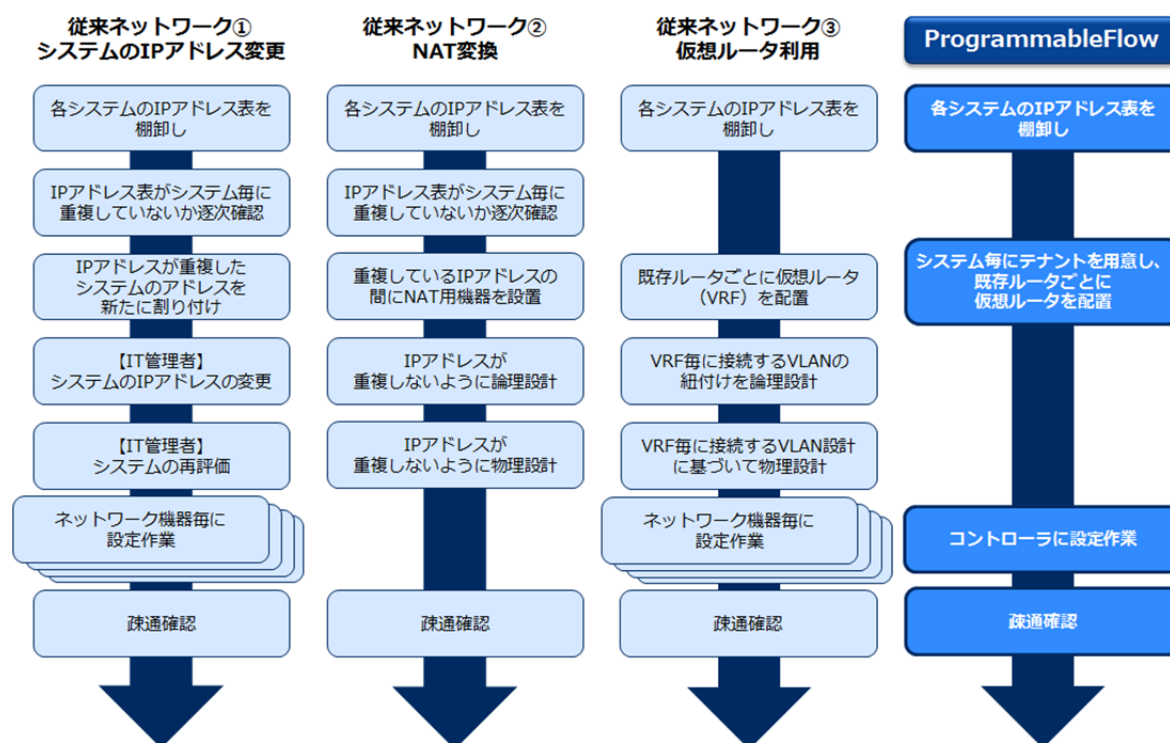 従来ネットワーク①
システムのIPアドレス変更
各システムのIPアドレス表を
棚卸し
IPアドレス表がシステム毎に
重複していないか逐次確認
IPアドレスが重複した
システムのアドレスを
新たに割り付け
【IT管理者】
システムのIPアドレスの変更
【IT管理者】
システムの再評価
ネットワーク機器毎に
設定作業
疎通確認
従来ネットワーク②
NAT変換
各システムのIPアドレス表を
棚卸し
IPアドレス表がシステム毎に
重複していないか逐次確認
重複しているIPアドレスの
間にNAT用機器を設置
IPアドレスが
重複しないように論理設計
IPアドレスが
重複しないように物理設計
疎通確認
従来ネットワーク③
仮想ルータ利用
各システムのIPアドレス表を
棚卸し
既存ルータごとに仮想ルータ
（VRF）を配置
VRF毎に接続するVLANの
紐付けを論理設計
VRF毎に接続するVLAN設計
に基づいて物理設計
ネットワーク機器毎に
設定作業
疎通確認
ProgrammableFlow
各システムのIPアドレス表を
棚卸し
システム毎にテナントを用意し、
既存ルータごとに
仮想ルータを配置
コントローラに設定作業
疎通確認